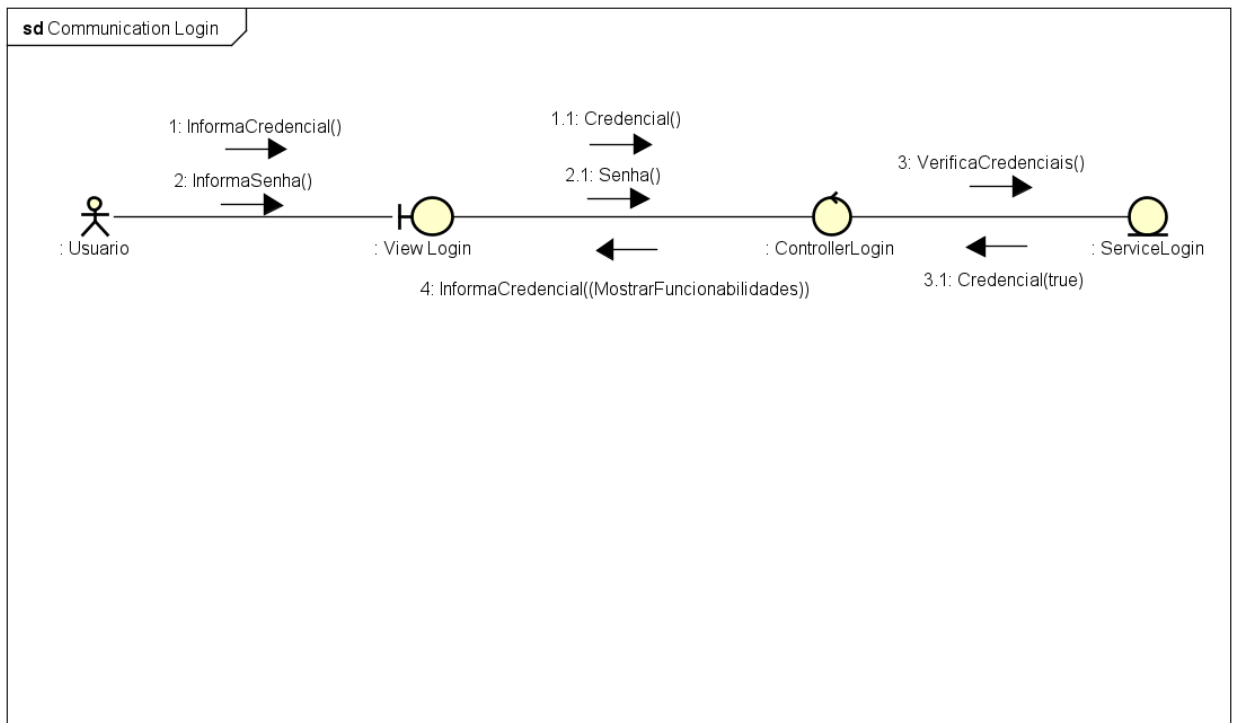 sd Communication Login
1: InformaCredencial()
1.1: Credencial()
2: InformaSenha()
2.1: Senha()
3: VerificaCredenciais()
: Usuario
: View Login
: ControllerLogin
: ServiceLogin
4: InformaCredencial((MostrarFuncionabilidades))
3.1: Credencial(true)